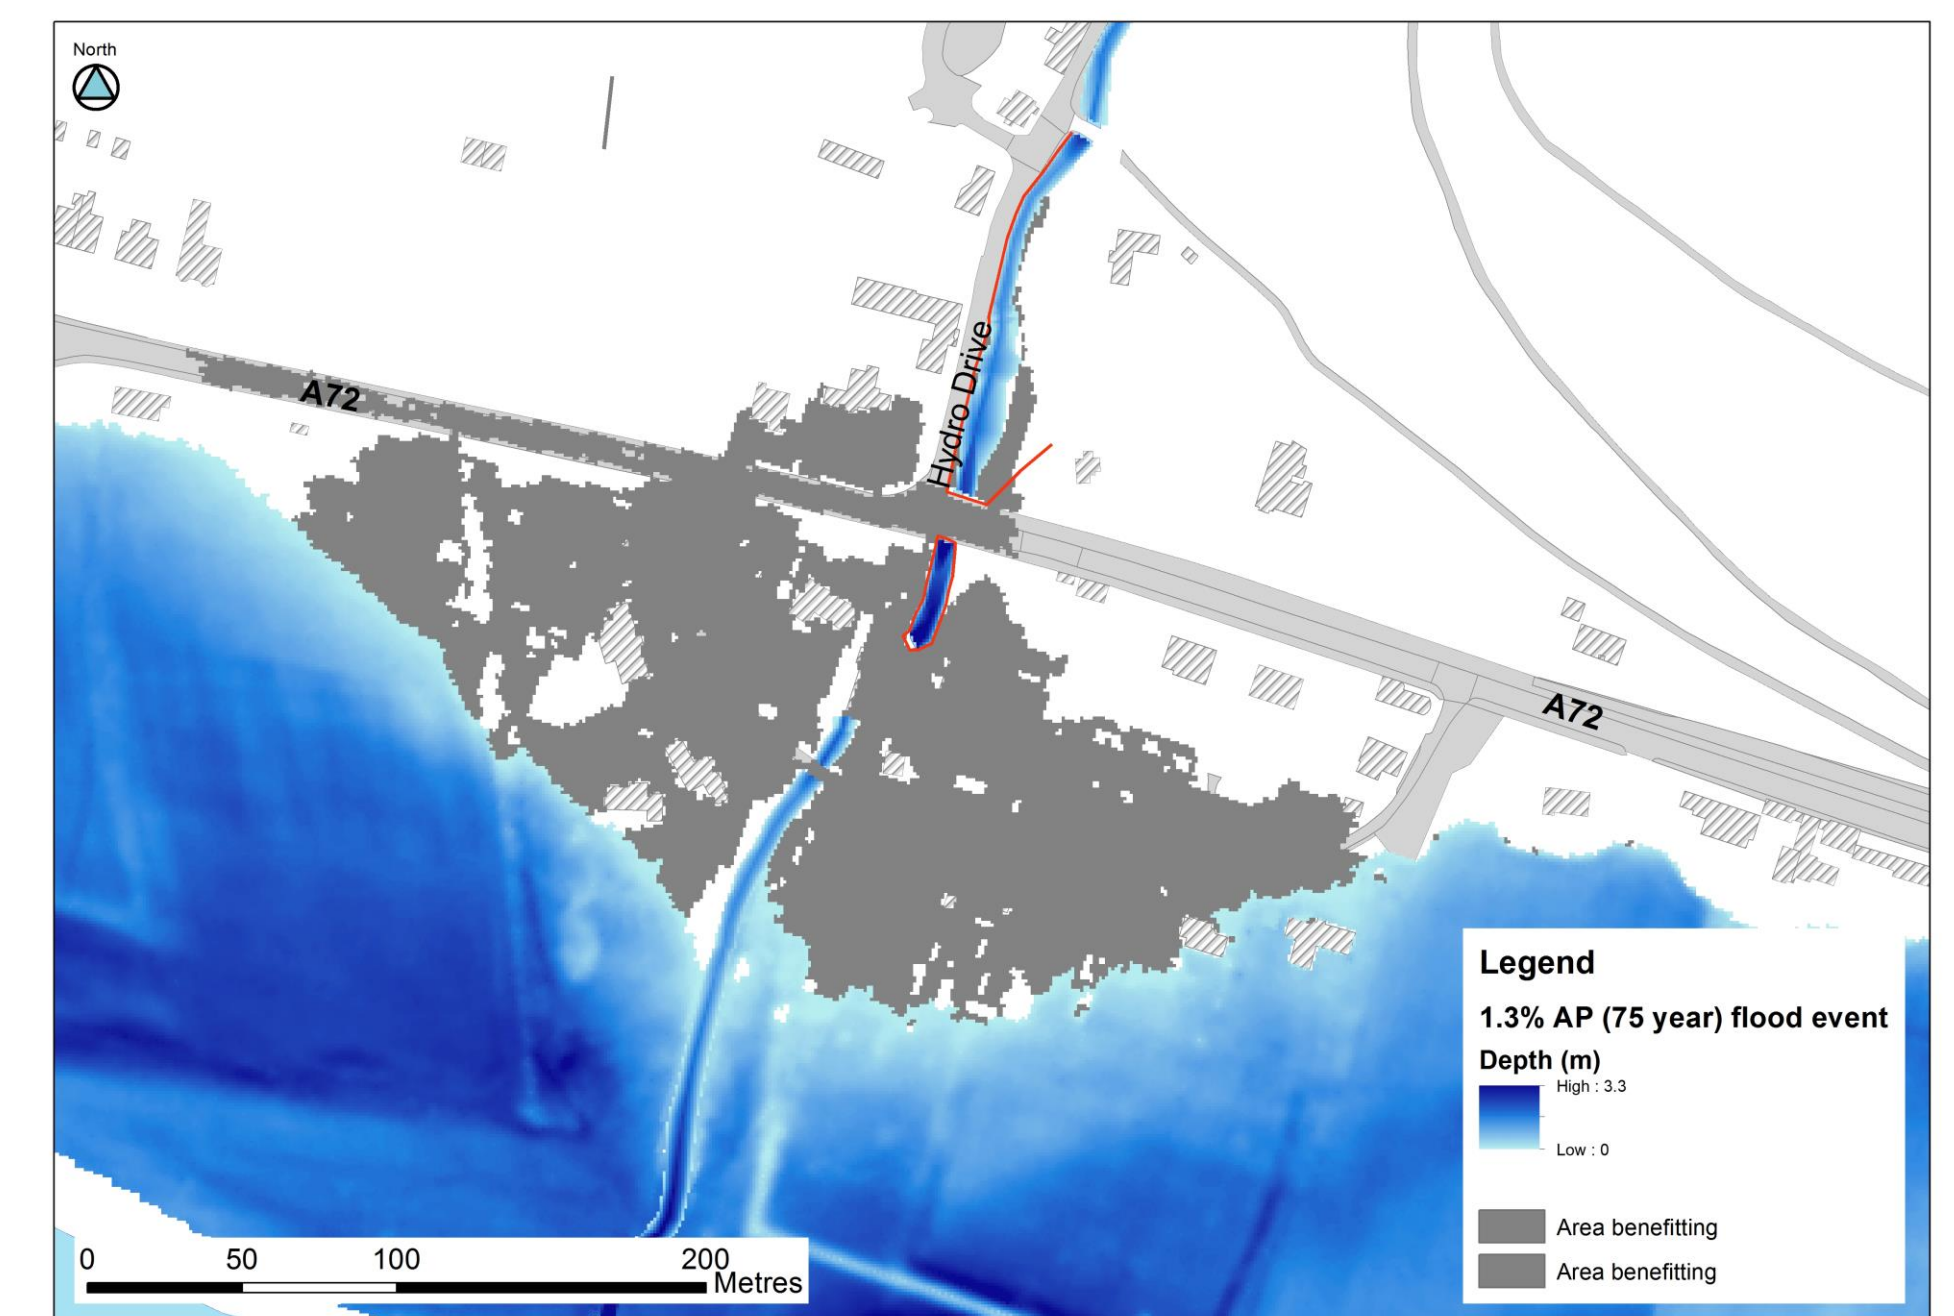 North
A72
Hydro Drive
A72
Legend
1.3% AP (75 year) flood event
Depth (m)
High : 3.3
Low : 0
Area benefitting
Area benefitting
0 50 100 200
Metres